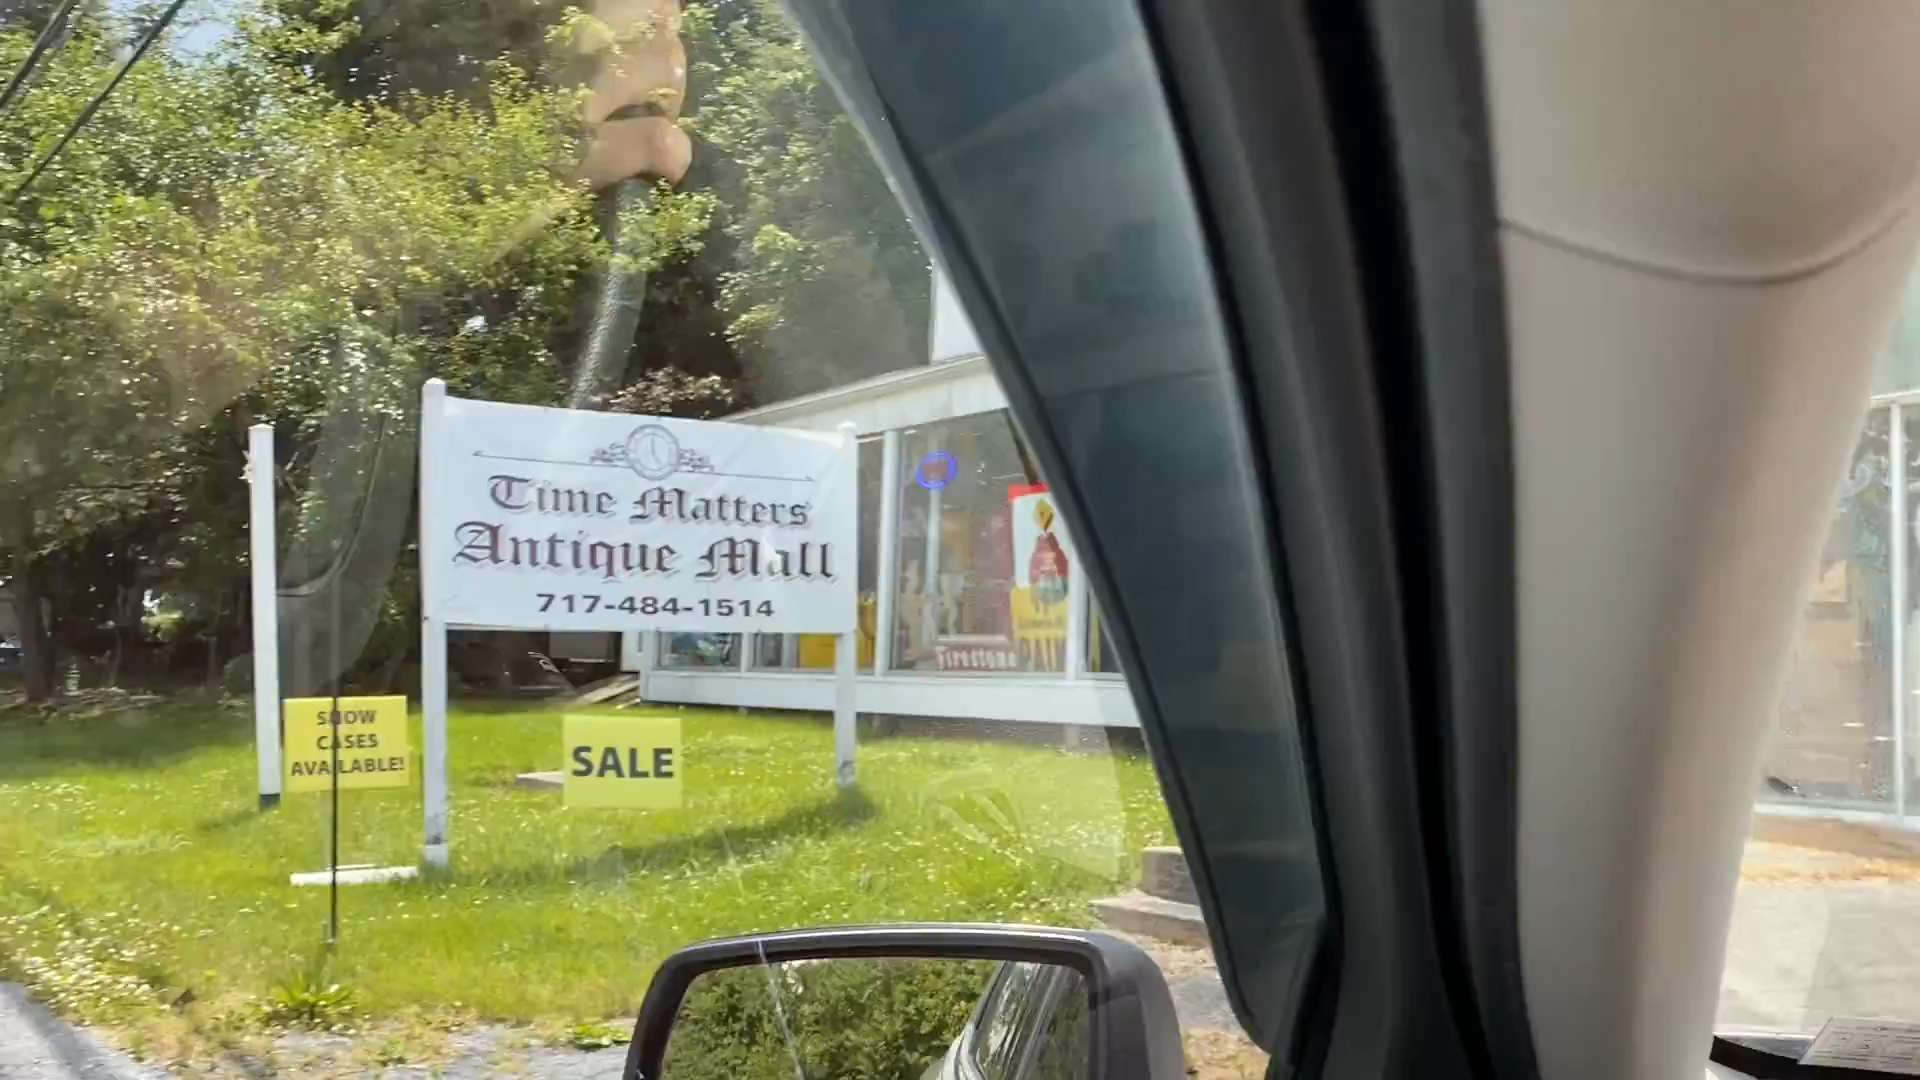 Time Matters
Antique Mall
717-484-1514
SHOW
CASES
AVAILABLE!
SALE
Firestone